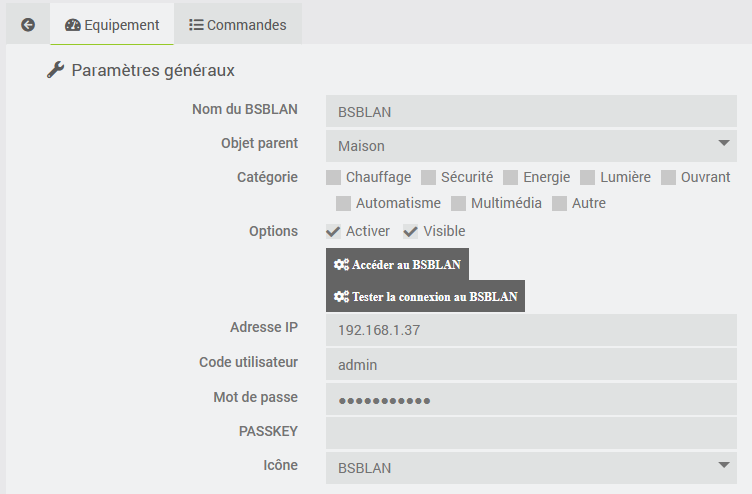 Equipement Commandes
Paramètres généraux
Nom du BSBLAN BSBLAN
Objet parent Maison
Catégorie Chauffage Sécurité Energie Lumière Ouvrant
Automatisme Multimédia Autre
Options Activer Visible
Accéder au BSBLAN
Tester la connexion au BSBLAN
Adresse IP 192.168.1.37
Code utilisateur admin
Mot de passe •••••••••••
PASSKEY
Icône BSBLAN